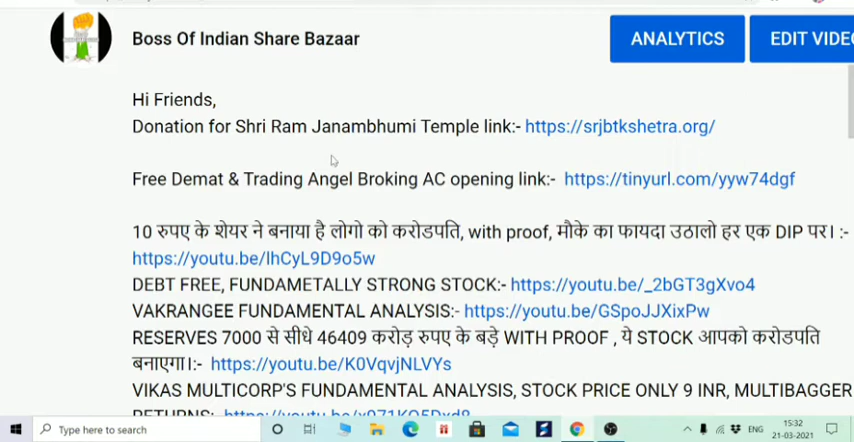 Boss Of Indian Share Bazaar
ANALYTICS
EDIT VIDEO
Hi Friends,
Donation for Shri Ram Janambhumi Temple link:- https://srjbtkshetra.org/
Free Demat & Trading Angel Broking AC opening link:- https://tinyurl.com/yyw74dgf
10 रुपए के शेयर ने बनाया है लोगो को करोडपति, with proof, मौके का फायदा उठालो हर एक DIP पर। :-
https://youtu.be/lhCyL9D9o5w
DEBT FREE, FUNDAMETALLY STRONG STOCK:- https://youtu.be/_2bGT3gXvo4
VAKRANGEE FUNDAMENTAL ANALYSIS:- https://youtu.be/GSpoJJXixPw
RESERVES 7000 से सीधे 46409 करोड़ रुपए के बड़े WITH PROOF , ये STOCK आपको करोडपति
बनाएगा।:- https://youtu.be/K0VqvjNLVYs
VIKAS MULTICORP'S FUNDAMENTAL ANALYSIS, STOCK PRICE ONLY 9 INR, MULTIBAGGER
RETURNS:-
Type here to search
ENG
15:32
21-03-2021